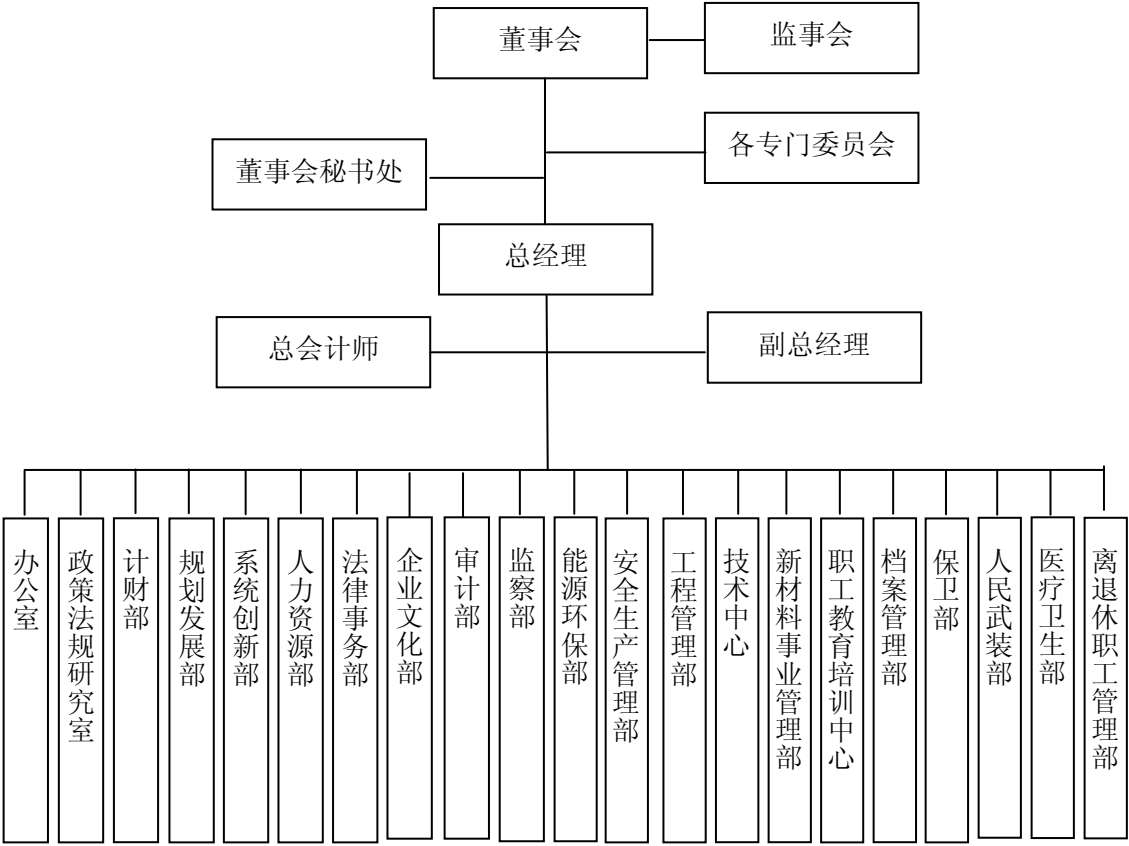 董事会
监事会
各专门委员会
董事会秘书处
总经理
总会计师
副总经理
办公室
政策法规研究室
计财部
规划发展部
系统创新部
人力资源部
法律事务部
企业文化部
审计部
监察部
能源环保部
安全生产管理部
工程管理部
技术中心
新材料事业管理部
职工教育培训中心
档案管理部
保卫部
人民武装部
医疗卫生部
离退休职工管理部